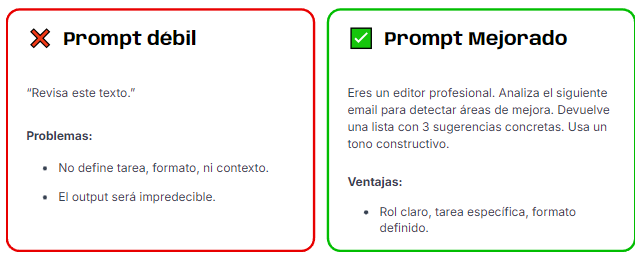 Prompt débil
“Revisa este texto.”
Problemas:
No define tarea, formato, ni contexto.
El output será impredecible.
Prompt Mejorado
Eres un editor profesional. Analiza el siguiente
email para detectar áreas de mejora. Devuelve
una lista con 3 sugerencias concretas. Usa un
tono constructivo.
Ventajas:
Rol claro, tarea específica, formato
definido.